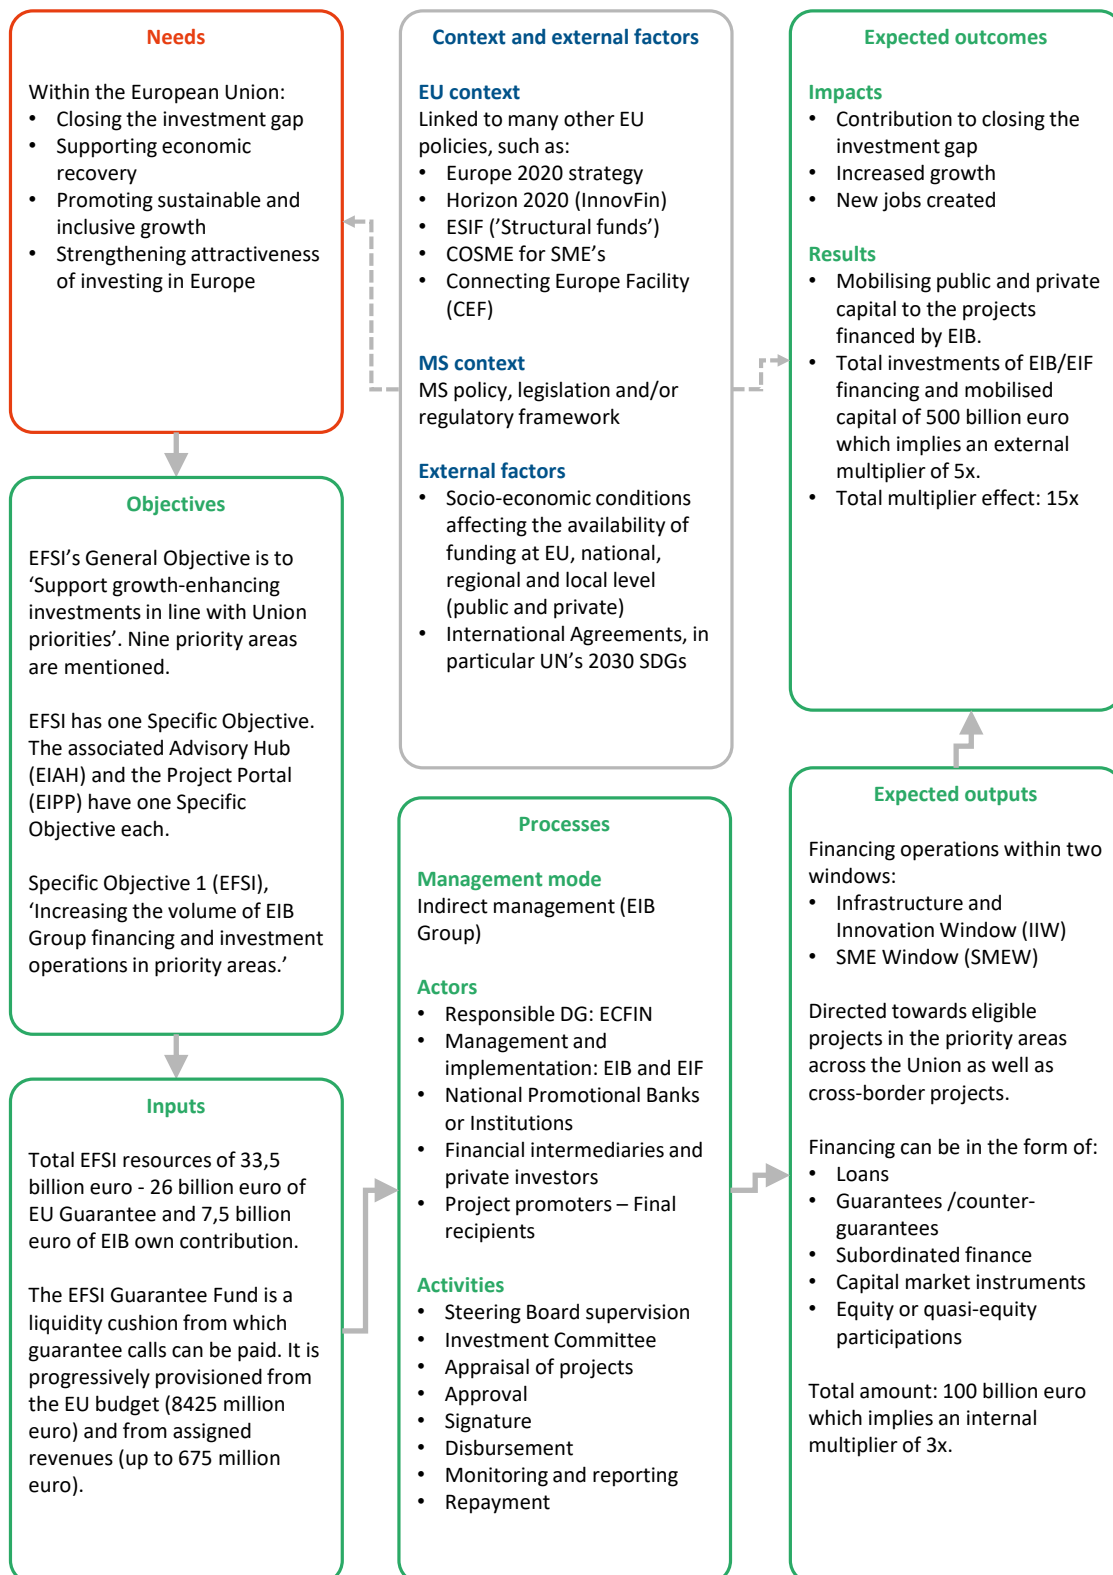 Needs
Within the European Union:
• Closing the investment gap
• Supporting economic
recovery
• Promoting sustainable and
inclusive growth
• Strengthening attractiveness
of investing in Europe
Objectives
EFSI’s General Objective is to
‘Support growth-enhancing
investments in line with Union
priorities’. Nine priority areas
are mentioned.
EFSI has one Specific Objective.
The associated Advisory Hub
(EIAH) and the Project Portal
(EIPP) have one Specific
Objective each.
Specific Objective 1 (EFSI),
‘Increasing the volume of EIB
Group financing and investment
operations in priority areas.’
Inputs
Total EFSI resources of 33,5
billion euro - 26 billion euro of
EU Guarantee and 7,5 billion
euro of EIB own contribution.
The EFSI Guarantee Fund is a
liquidity cushion from which
guarantee calls can be paid. It is
progressively provisioned from
the EU budget (8425 million
euro) and from assigned
revenues (up to 675 million
euro).
Context and external factors
EU context
Linked to many other EU
policies, such as:
• Europe 2020 strategy
• Horizon 2020 (InnovFin)
• ESIF (’Structural funds’)
• COSME for SME’s
• Connecting Europe Facility
(CEF)
MS context
MS policy, legislation and/or
regulatory framework
External factors
• Socio-economic conditions
affecting the availability of
funding at EU, national,
regional and local level
(public and private)
• International Agreements, in
particular UN’s 2030 SDGs
Processes
Management mode
Indirect management (EIB
Group)
Actors
• Responsible DG: ECFIN
• Management and
implementation: EIB and EIF
• National Promotional Banks
or Institutions
• Financial intermediaries and
private investors
• Project promoters – Final
recipients
Activities
• Steering Board supervision
• Investment Committee
• Appraisal of projects
• Approval
• Signature
• Disbursement
• Monitoring and reporting
• Repayment
Expected outcomes
Impacts
• Contribution to closing the
investment gap
• Increased growth
• New jobs created
Results
• Mobilising public and private
capital to the projects
financed by EIB.
• Total investments of EIB/EIF
financing and mobilised
capital of 500 billion euro
which implies an external
multiplier of 5x.
• Total multiplier effect: 15x
Expected outputs
Financing operations within two
windows:
• Infrastructure and
Innovation Window (IIW)
• SME Window (SMEW)
Directed towards eligible
projects in the priority areas
across the Union as well as
cross-border projects.
Financing can be in the form of:
• Loans
• Guarantees /counter-
guarantees
• Subordinated finance
• Capital market instruments
• Equity or quasi-equity
participations
Total amount: 100 billion euro
which implies an internal
multiplier of 3x.